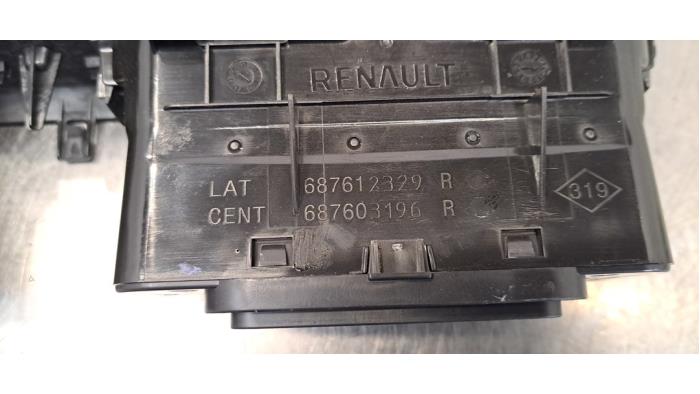 RENAULT
LAT 687612329 R
CENT 687603196 R
319